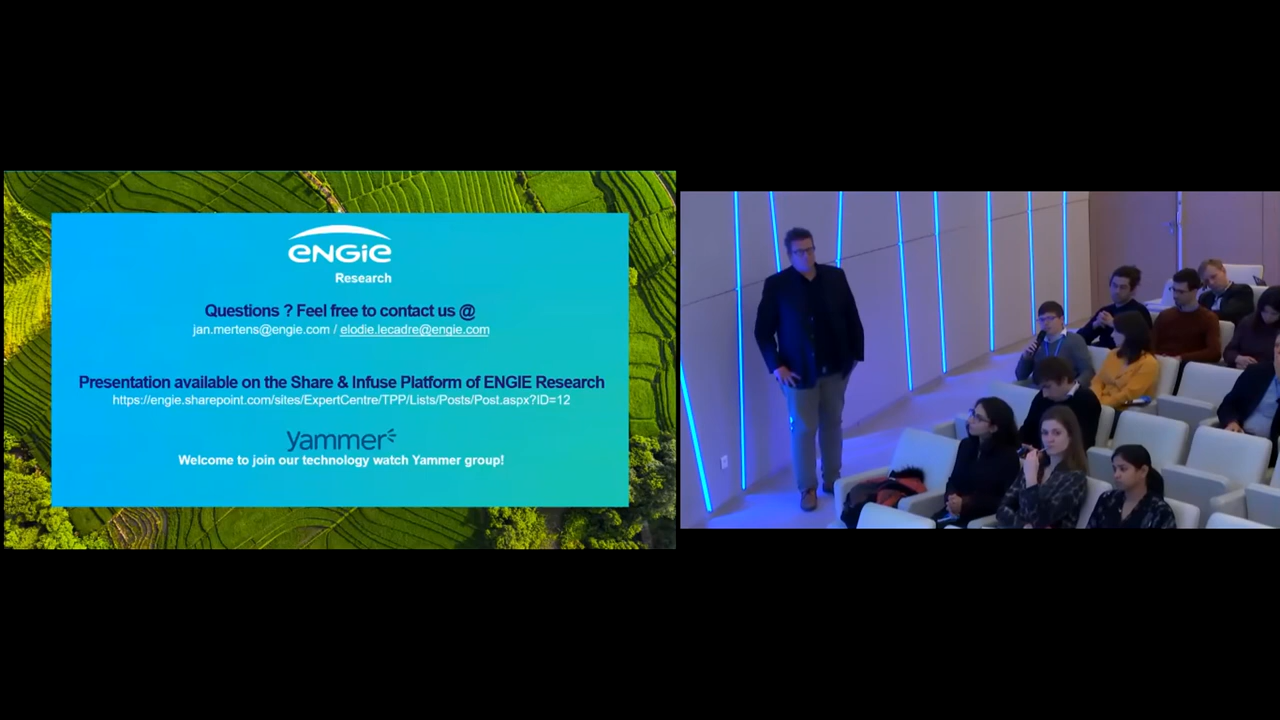 ENGIE
Research
Questions ? Feel free to contact us @
jan.mertens@engie.com / elodie.lecadre@engie.com
Presentation available on the Share & Infuse Platform of ENGIE Research
https://engie.sharepoint.com/sites/ExpertCentre/TPP/Lists/Posts/Post.aspx?ID=12
yammer
Welcome to join our technology watch Yammer group!